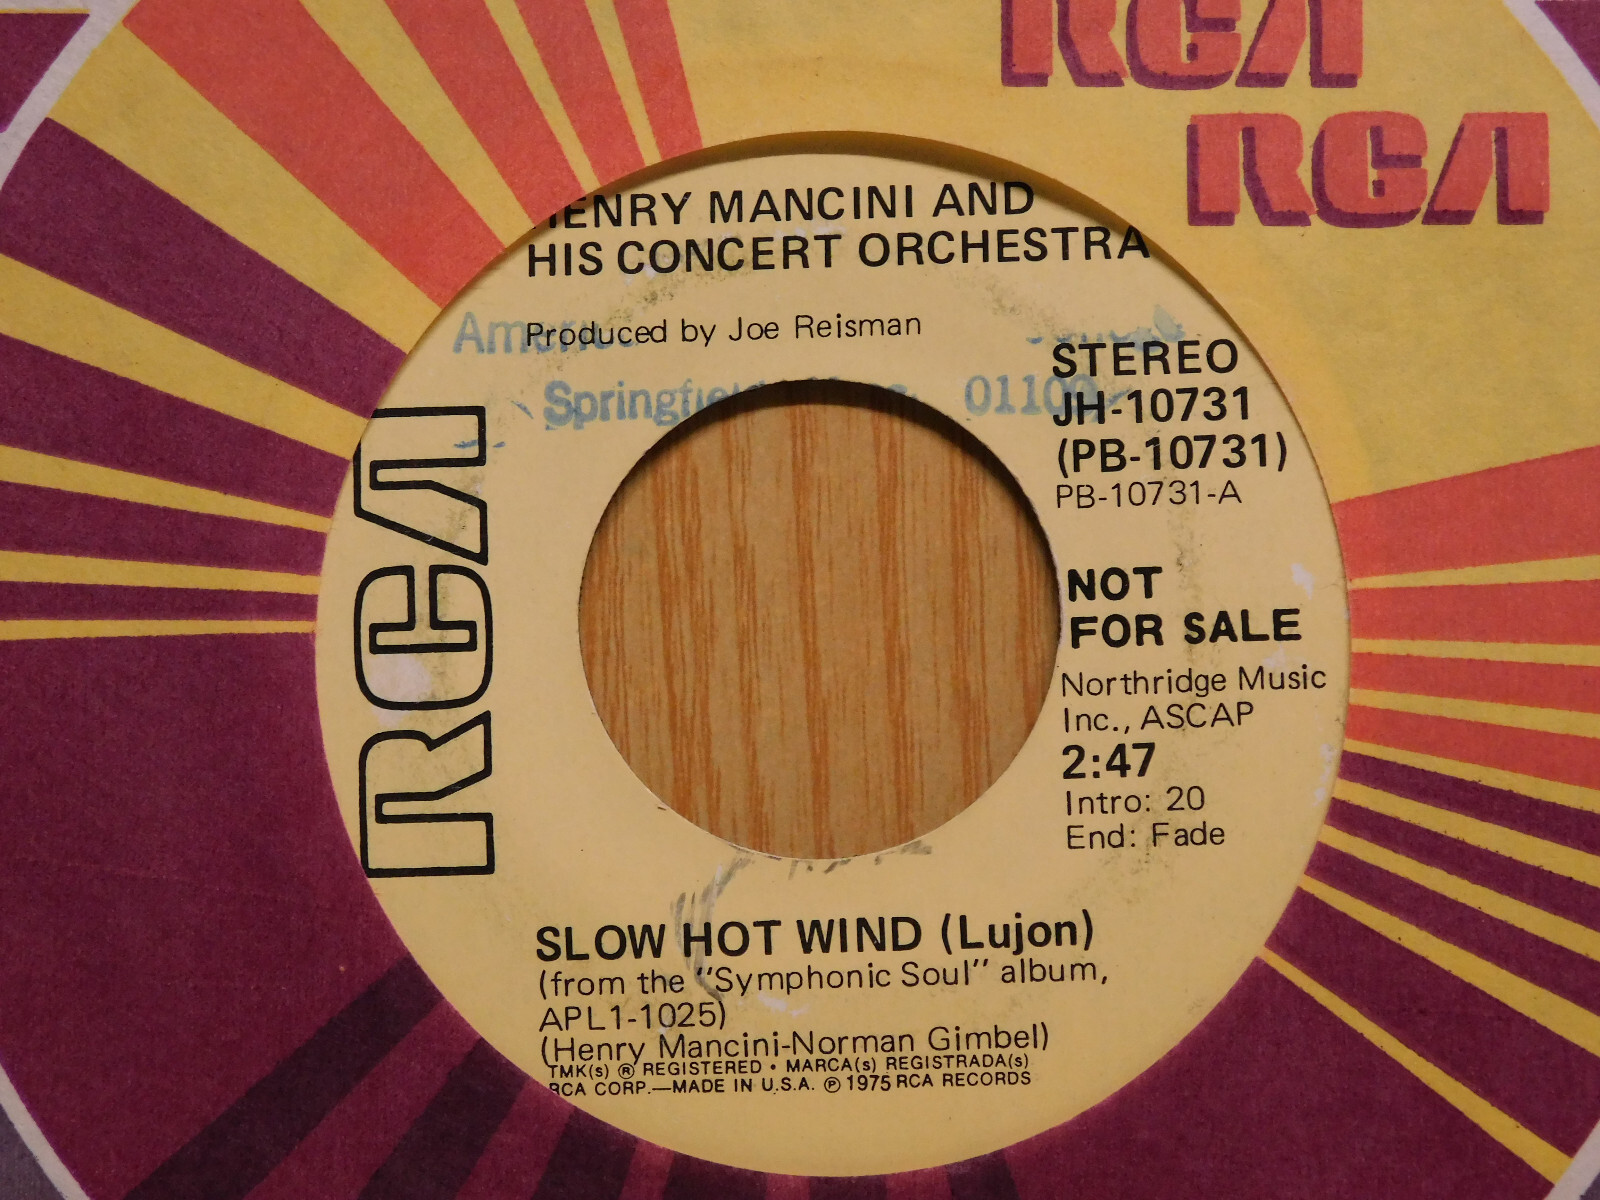 RCA
RCA
HENRY MANCINI AND
HIS CONCERT ORCHESTRA
Produced by Joe Reisman
Springfield
STEREO
JH-10731
(PB-10731)
PB-10731-A
RCA
NOT
FOR SALE
Northridge Music
Inc., ASCAP
2:47
Intro: 20
End: Fade
SLOW HOT WIND (Lujon)
(from the "Symphonic Soul" album,
APL1-1025)
(Henry Mancini-Norman Gimbel)
TMK(s) ® REGISTERED • MARCA(s) REGISTRADA(s)
RCA CORP.—MADE IN U.S.A. ℗ 1975 RCA RECORDS